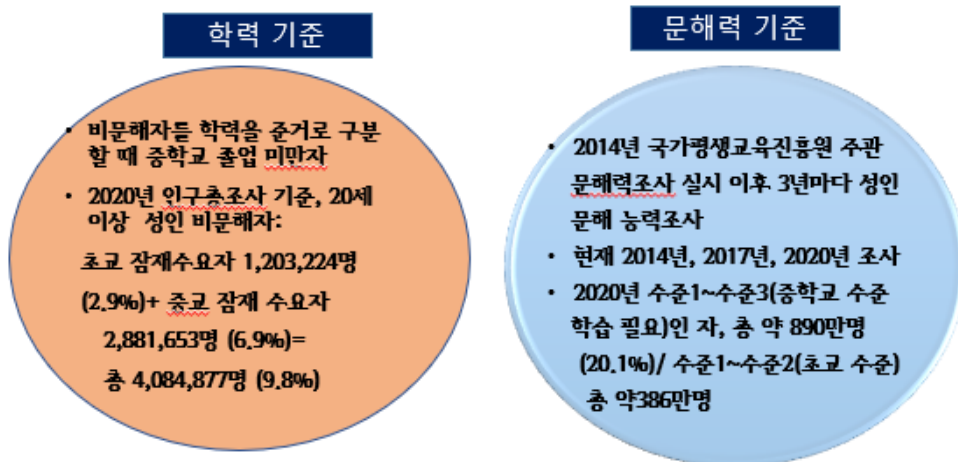 학력 기준
• 비문해자를 학력을 준거로 구분
할 때 중학교 졸업 미만자
• 2020년 인구총조사 기준, 20세
이상 성인 비문해자:
초교 잠재수요자 1,203,224명
(2.9%)+ 중교 잠재 수요자
2,881,653명 (6.9%)=
총 4,084,877명 (9.8%)
문해력 기준
• 2014년 국가평생교육진흥원 주관
문해력조사 실시 이후 3년마다 성인
문해 능력조사
• 현재 2014년, 2017년, 2020년 조사
• 2020년 수준1~수준3(중학교 수준
학습 필요)인 자, 총 약 890만명
(20.1%)/ 수준1~수준2(초교 수준)
총 약386만명